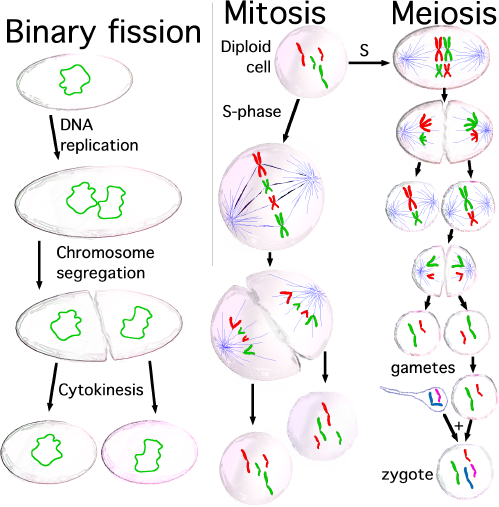 Binary fission
DNA
replication
Chromosome
segregation
Cytokinesis
Mitosis
Diploid
cell
S
S-phase
Meiosis
gametes
+
zygote